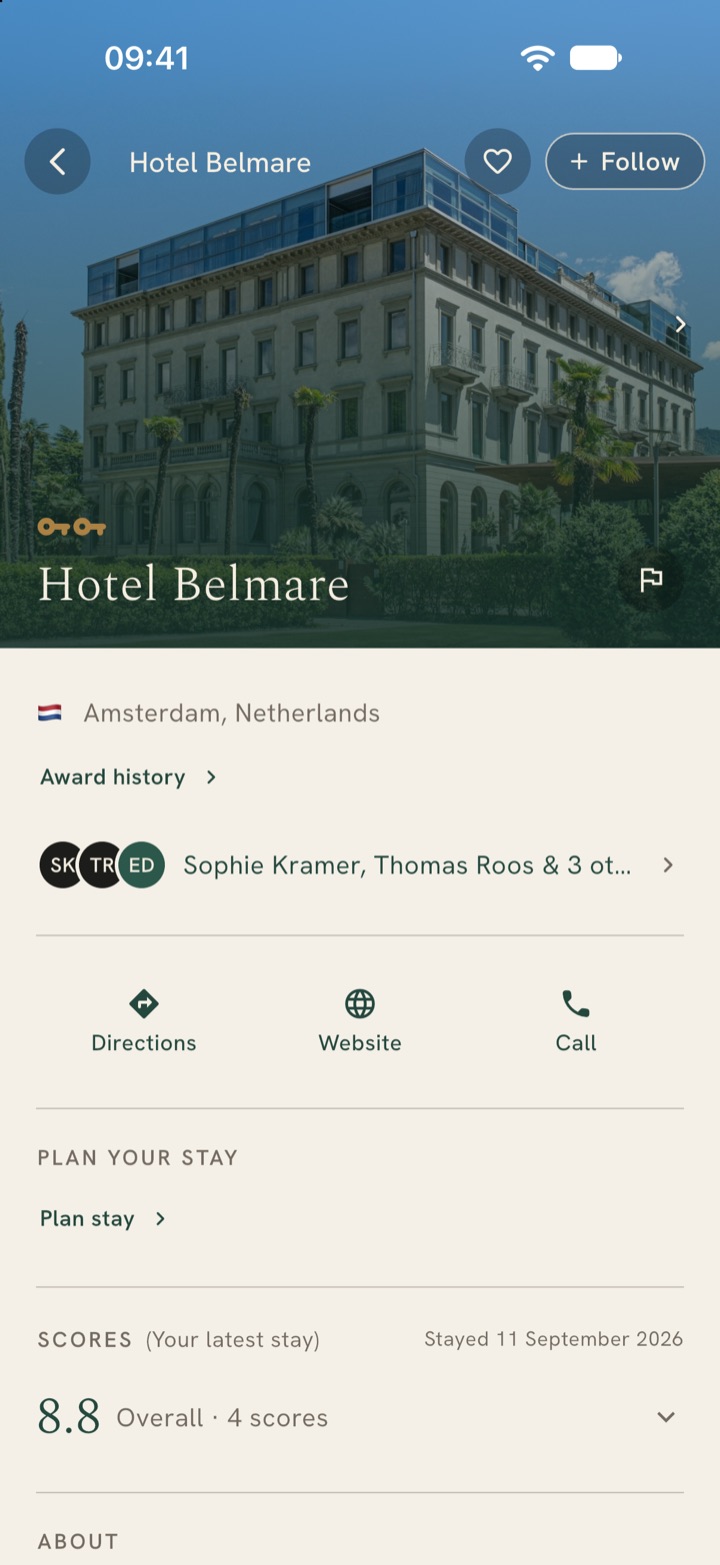 09:41
Hotel Belmare
+ Follow
Hotel Belmare
Amsterdam, Netherlands
Award history
SK TR ED Sophie Kramer, Thomas Roos & 3 ot...
Directions Website Call
PLAN YOUR STAY
Plan stay
SCORES (Your latest stay) Stayed 11 September 2026
8.8 Overall · 4 scores
ABOUT